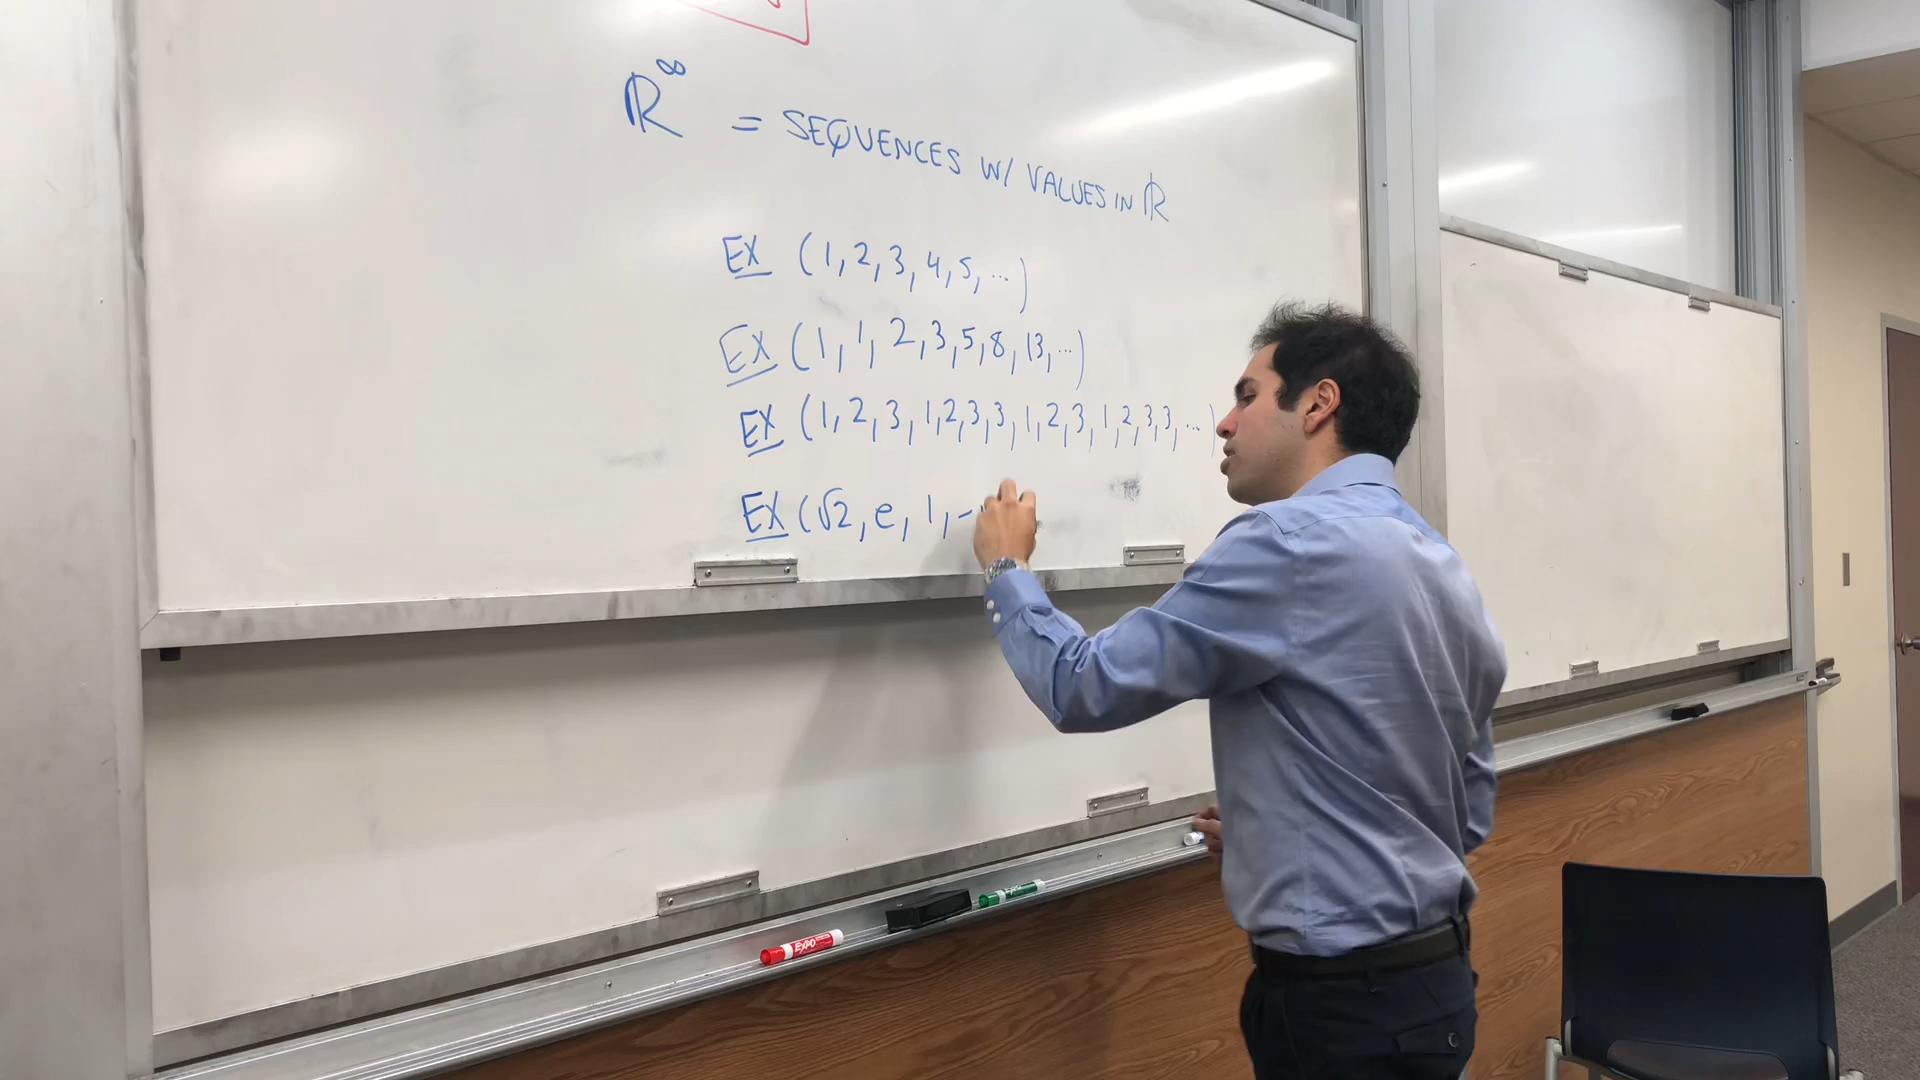 ℝ^∞ = SEQUENCES W/ VALUES IN ℝ
EX (1, 2, 3, 4, 5, ...)
EX (1, 1, 2, 3, 5, 8, 13, ...)
EX (1, 2, 3, 1, 2, 3, 3, 1, 2, 3, 1, 2, 3, 3, ...)
EX (√2, e, 1, -
EXPO